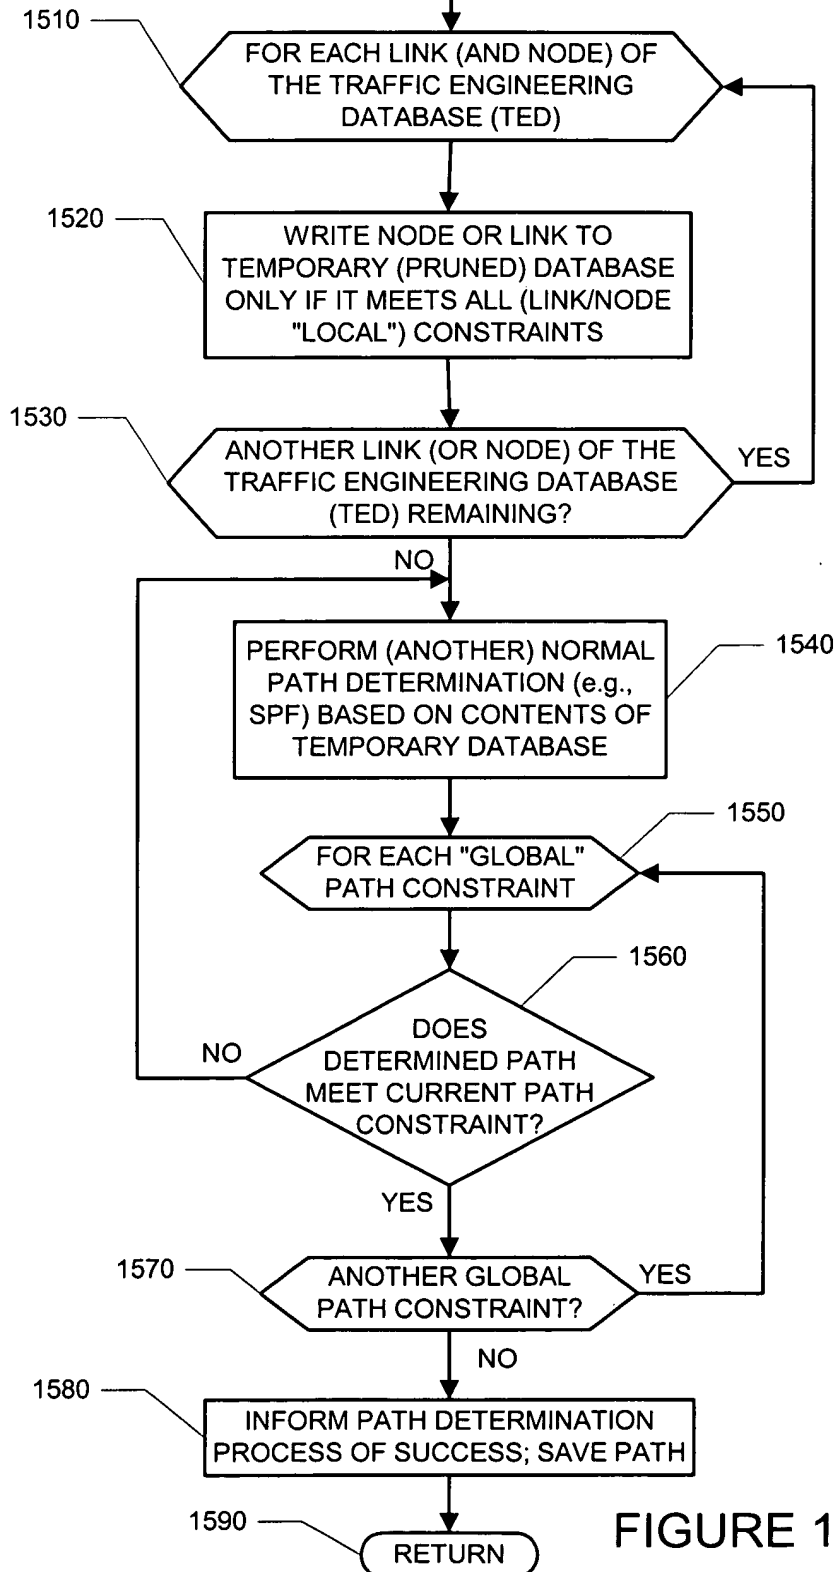 1510
FOR EACH LINK (AND NODE) OF
THE TRAFFIC ENGINEERING
DATABASE (TED)
1520
WRITE NODE OR LINK TO
TEMPORARY (PRUNED) DATABASE
ONLY IF IT MEETS ALL (LINK/NODE
"LOCAL") CONSTRAINTS
1530
ANOTHER LINK (OR NODE) OF THE
TRAFFIC ENGINEERING DATABASE
(TED) REMAINING?
YES
NO
1540
PERFORM (ANOTHER) NORMAL
PATH DETERMINATION (e.g.,
SPF) BASED ON CONTENTS OF
TEMPORARY DATABASE
1550
FOR EACH "GLOBAL"
PATH CONSTRAINT
1560
DOES
DETERMINED PATH
MEET CURRENT PATH
CONSTRAINT?
NO
YES
1570
ANOTHER GLOBAL
PATH CONSTRAINT?
YES
NO
1580
INFORM PATH DETERMINATION
PROCESS OF SUCCESS; SAVE PATH
1590
RETURN
FIGURE 1